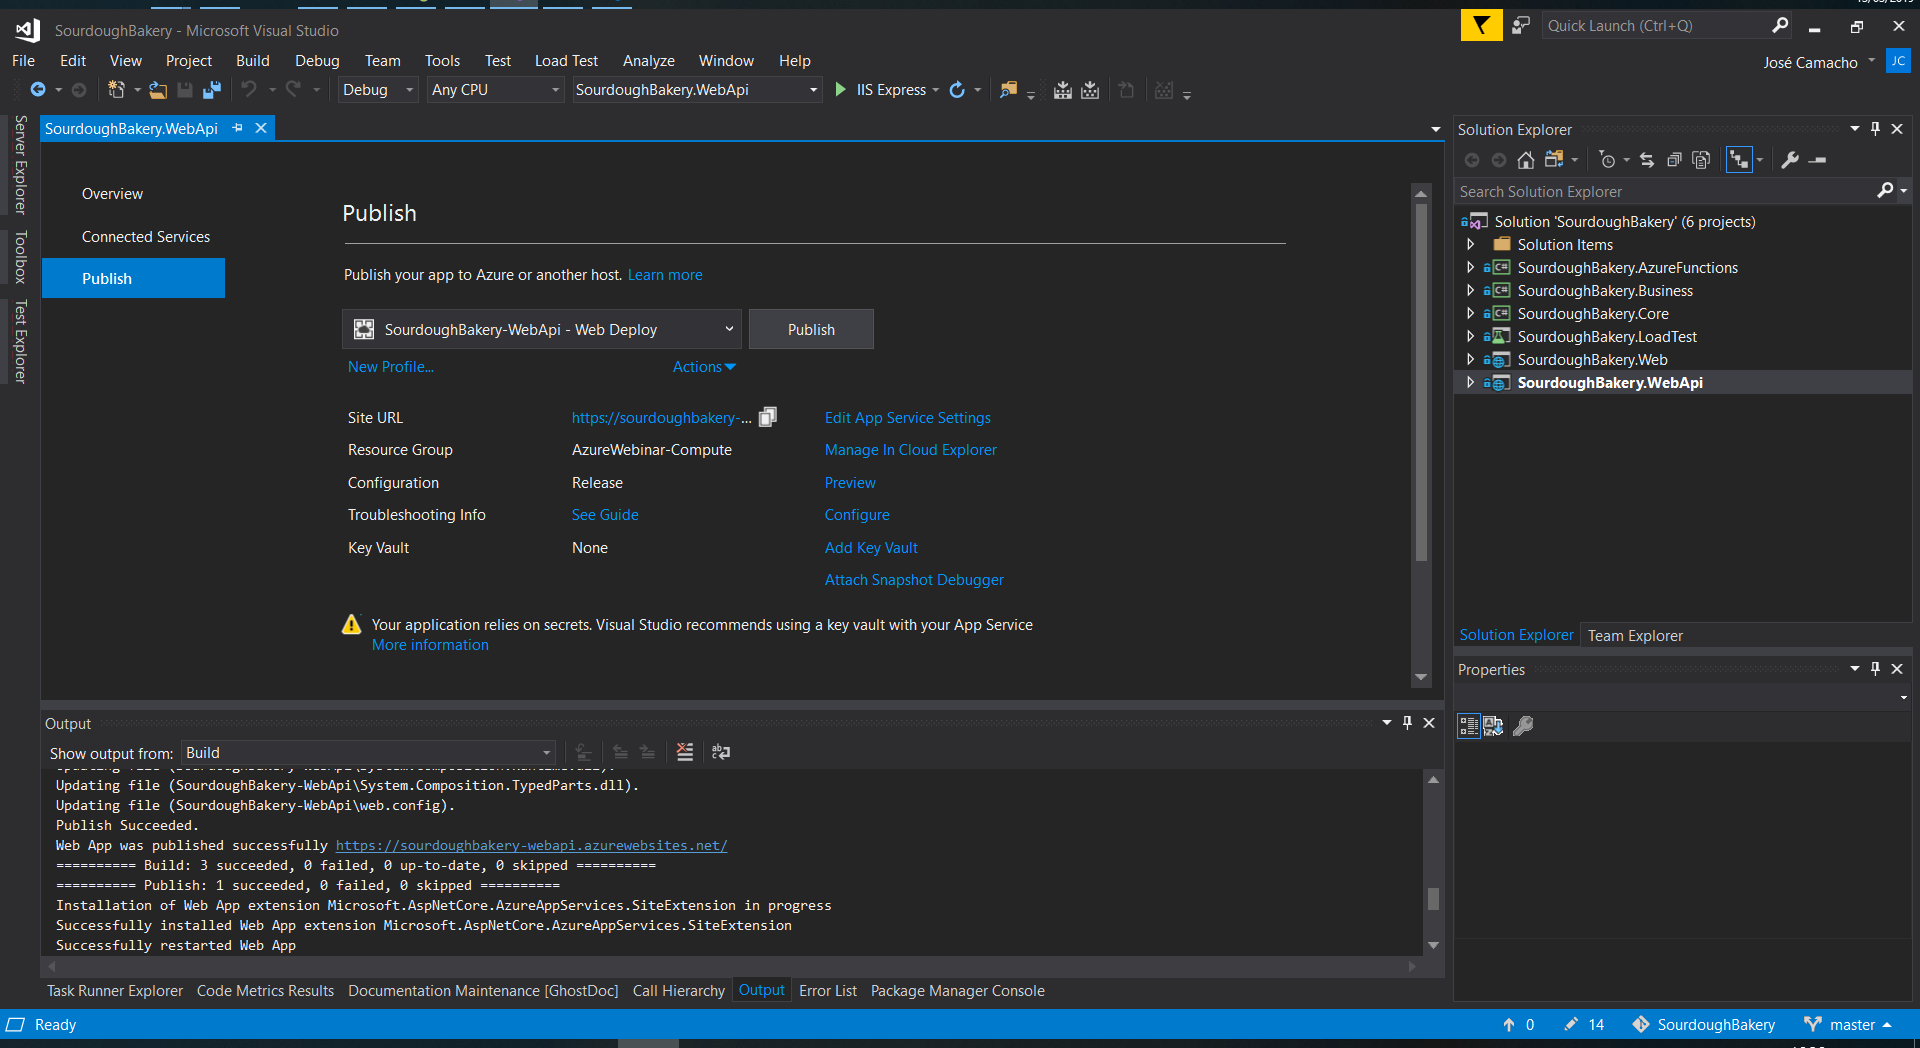 SourdoughBakery - Microsoft Visual Studio
Quick Launch (Ctrl+Q)
File Edit View Project Build Debug Team Tools Test Load Test Analyze Window Help
José Camacho JC
Debug Any CPU SourdoughBakery.WebApi IIS Express
Server Explorer
Toolbox
Test Explorer
SourdoughBakery.WebApi
Overview
Connected Services
Publish
Publish
Publish your app to Azure or another host. Learn more
SourdoughBakery-WebApi - Web Deploy
Publish
New Profile...
Actions
Site URL https://sourdoughbakery-... Edit App Service Settings
Resource Group AzureWebinar-Compute Manage In Cloud Explorer
Configuration Release Preview
Troubleshooting Info See Guide Configure
Key Vault None Add Key Vault
Attach Snapshot Debugger
Your application relies on secrets. Visual Studio recommends using a key vault with your App Service
More information
Output
Show output from: Build
Updating file (SourdoughBakery-WebApi\System.Composition.TypedParts.dll).
Updating file (SourdoughBakery-WebApi\web.config).
Publish Succeeded.
Web App was published successfully https://sourdoughbakery-webapi.azurewebsites.net/
========== Build: 3 succeeded, 0 failed, 0 up-to-date, 0 skipped ==========
========== Publish: 1 succeeded, 0 failed, 0 skipped ==========
Installation of Web App extension Microsoft.AspNetCore.AzureAppServices.SiteExtension in progress
Successfully installed Web App extension Microsoft.AspNetCore.AzureAppServices.SiteExtension
Successfully restarted Web App
Task Runner Explorer Code Metrics Results Documentation Maintenance [GhostDoc] Call Hierarchy Output Error List Package Manager Console
Solution Explorer
Search Solution Explorer
Solution 'SourdoughBakery' (6 projects)
Solution Items
SourdoughBakery.AzureFunctions
SourdoughBakery.Business
SourdoughBakery.Core
SourdoughBakery.LoadTest
SourdoughBakery.Web
SourdoughBakery.WebApi
Solution Explorer Team Explorer
Properties
Ready
0 14 SourdoughBakery master